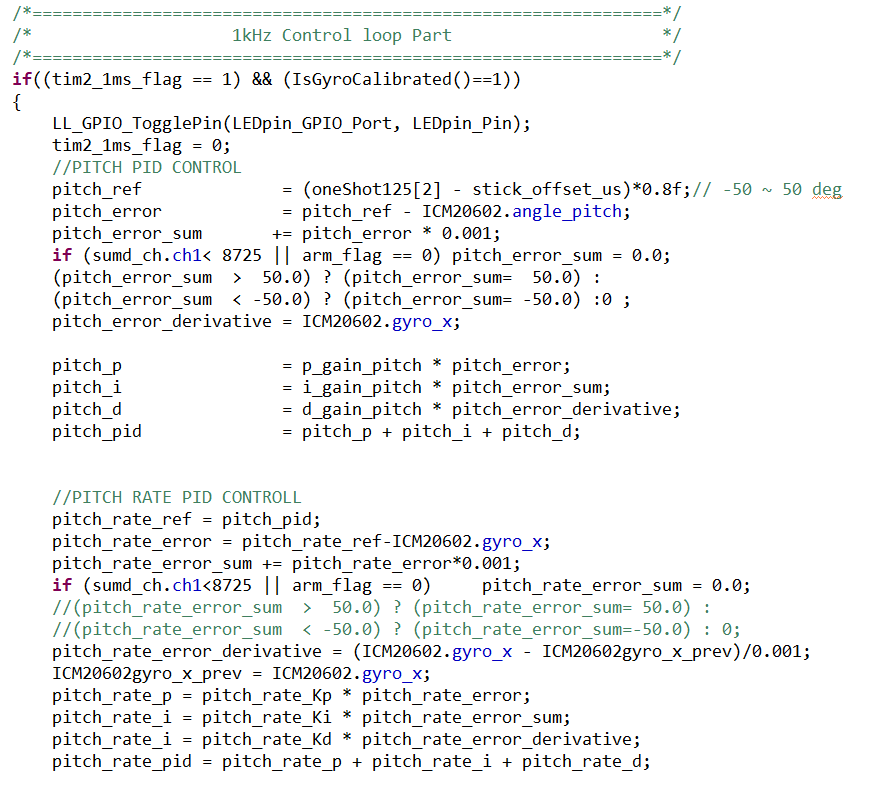 /*===============================================================*/
/*                    1kHz Control loop Part                     */
/*===============================================================*/
if((tim2_1ms_flag == 1) && (IsGyroCalibrated()==1))
{
    LL_GPIO_TogglePin(LEDpin_GPIO_Port, LEDpin_Pin);
    tim2_1ms_flag = 0;
    //PITCH PID CONTROL
    pitch_ref              = (oneShot125[2] - stick_offset_us)*0.8f;// -50 ~ 50 deg
    pitch_error            = pitch_ref - ICM20602.angle_pitch;
    pitch_error_sum       += pitch_error * 0.001;
    if (sumd_ch.ch1< 8725 || arm_flag == 0) pitch_error_sum = 0.0;
    (pitch_error_sum  >  50.0) ? (pitch_error_sum=  50.0) :
    (pitch_error_sum  < -50.0) ? (pitch_error_sum= -50.0) :0 ;
    pitch_error_derivative = ICM20602.gyro_x;

    pitch_p                = p_gain_pitch * pitch_error;
    pitch_i                = i_gain_pitch * pitch_error_sum;
    pitch_d                = d_gain_pitch * pitch_error_derivative;
    pitch_pid              = pitch_p + pitch_i + pitch_d;


    //PITCH RATE PID CONTROLL
    pitch_rate_ref = pitch_pid;
    pitch_rate_error = pitch_rate_ref-ICM20602.gyro_x;
    pitch_rate_error_sum += pitch_rate_error*0.001;
    if (sumd_ch.ch1<8725 || arm_flag == 0)     pitch_rate_error_sum = 0.0;
    //(pitch_rate_error_sum  >  50.0) ? (pitch_rate_error_sum= 50.0) :
    //(pitch_rate_error_sum  < -50.0) ? (pitch_rate_error_sum=-50.0) : 0;
    pitch_rate_error_derivative = (ICM20602.gyro_x - ICM20602gyro_x_prev)/0.001;
    ICM20602gyro_x_prev = ICM20602.gyro_x;
    pitch_rate_p = pitch_rate_Kp * pitch_rate_error;
    pitch_rate_i = pitch_rate_Ki * pitch_rate_error_sum;
    pitch_rate_i = pitch_rate_Kd * pitch_rate_error_derivative;
    pitch_rate_pid = pitch_rate_p + pitch_rate_i + pitch_rate_d;